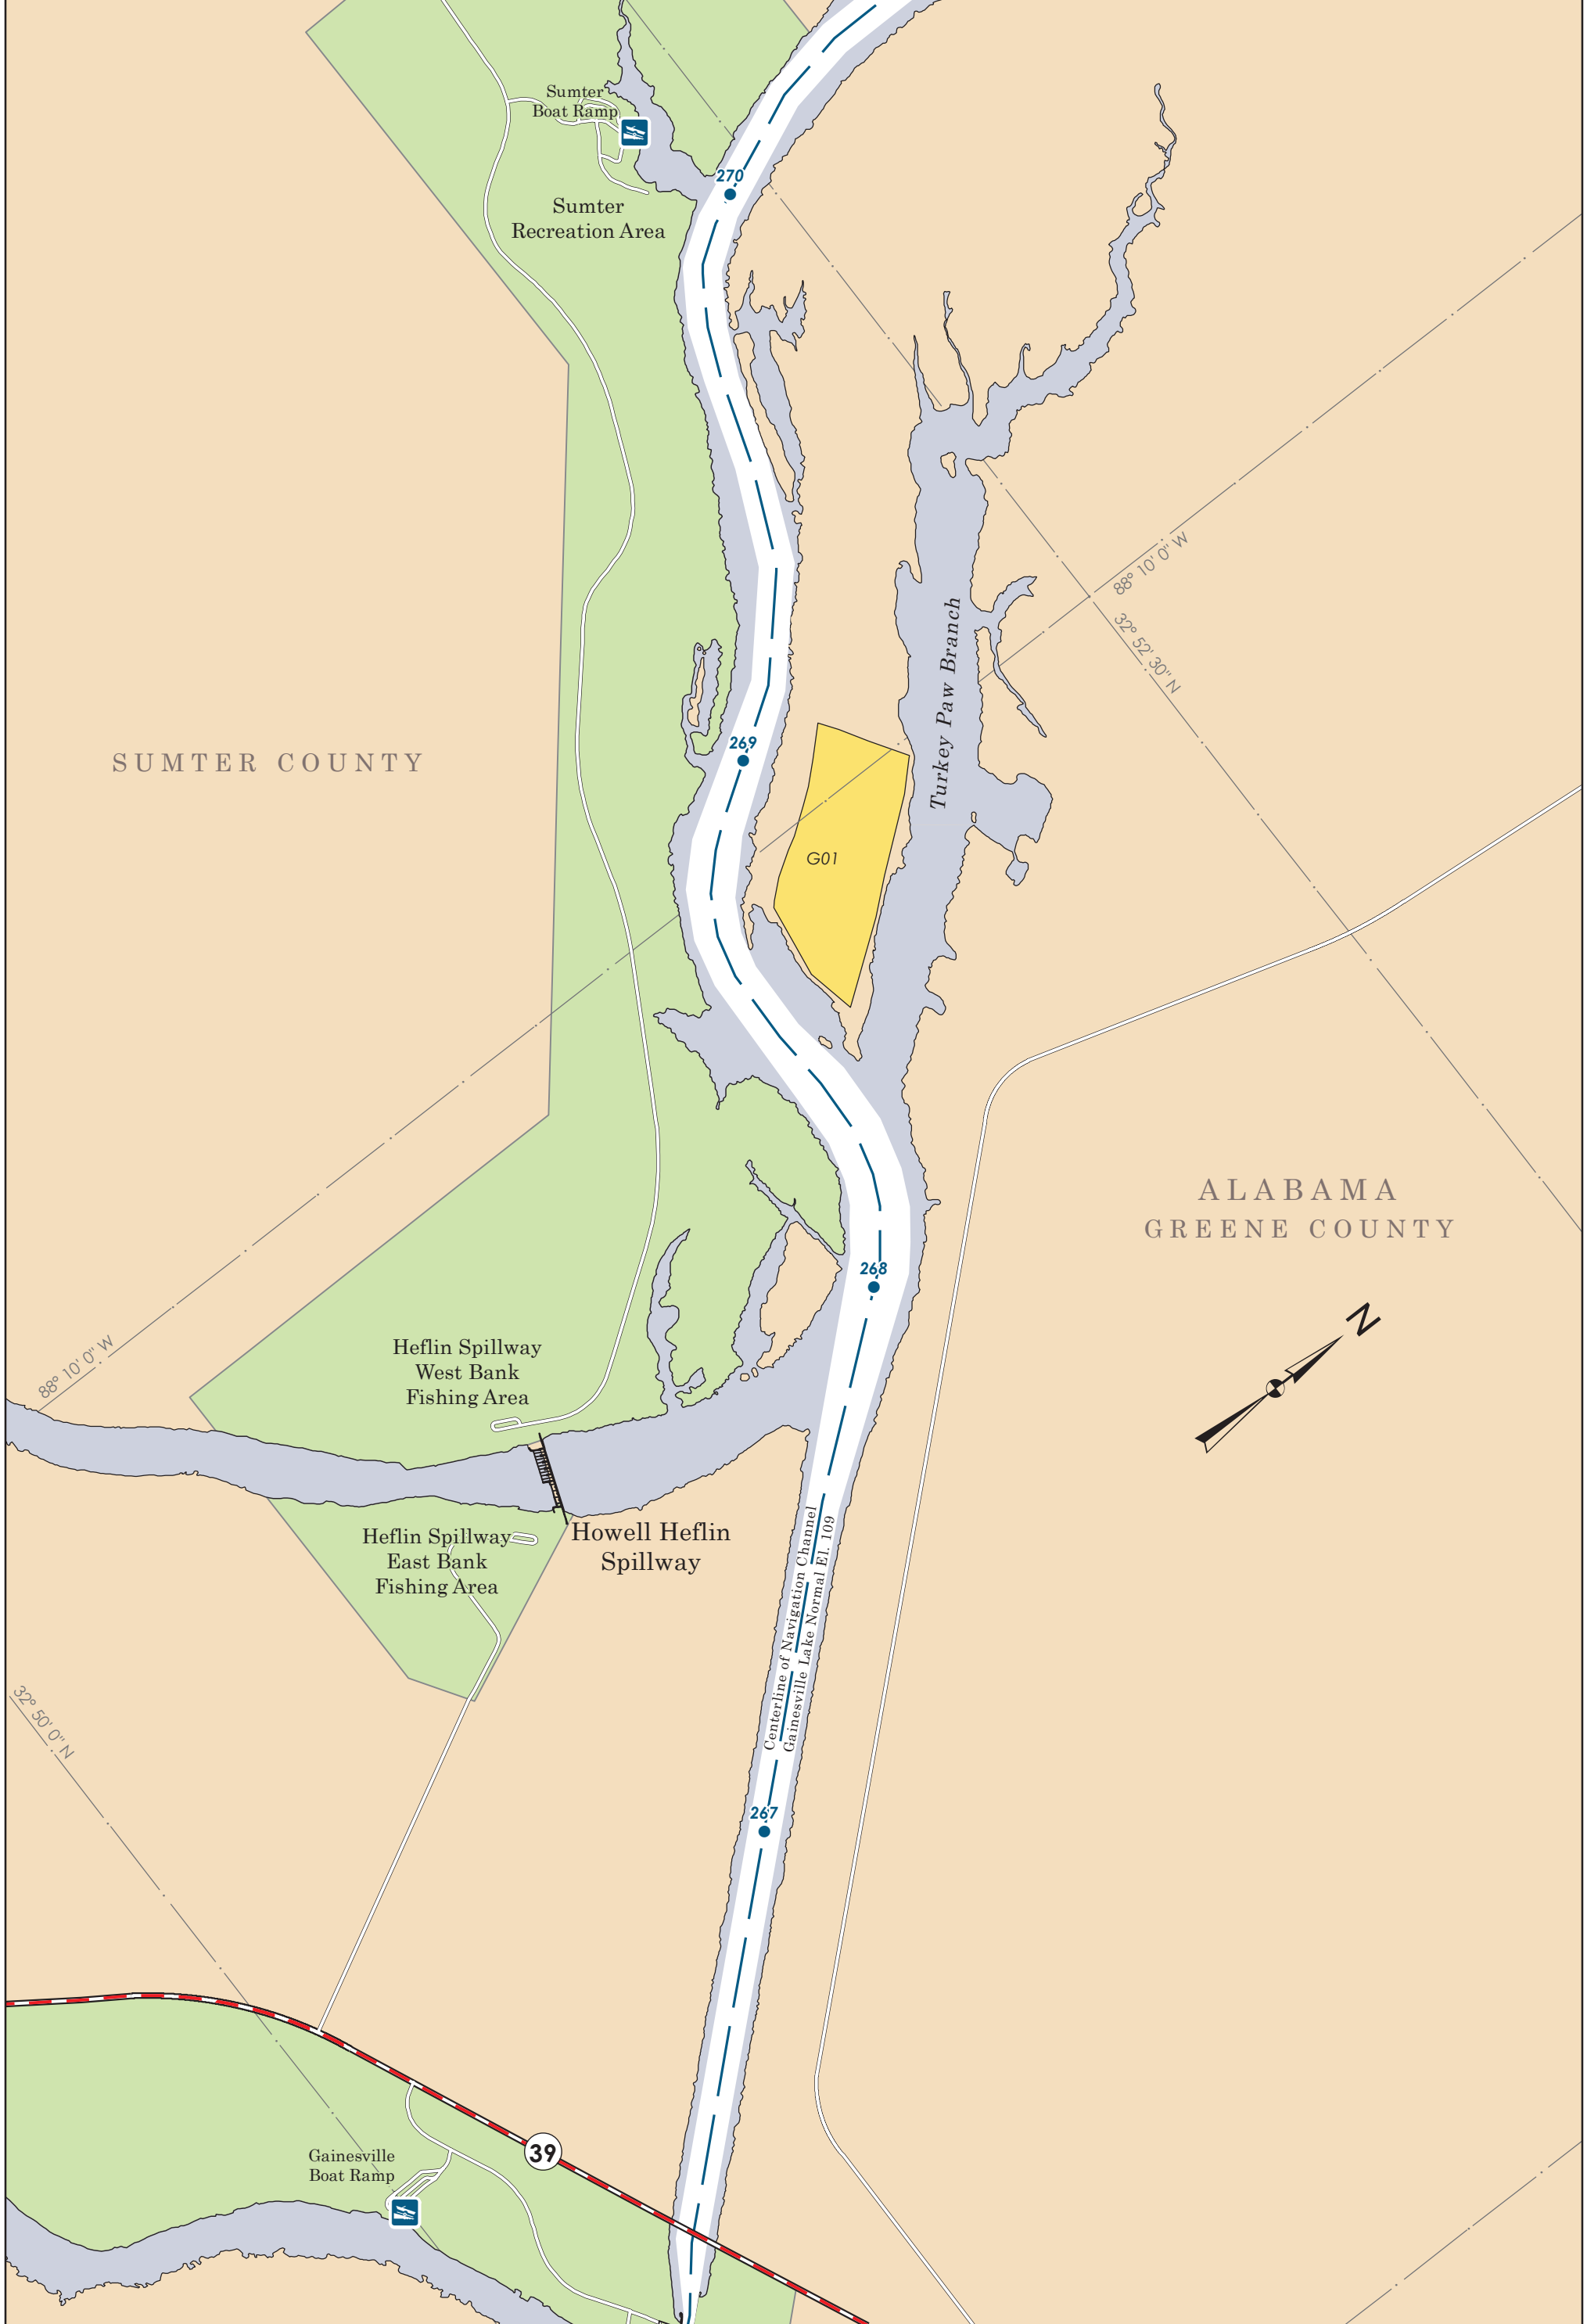 Sumter
Boat Ramp
270
Sumter
Recreation Area
88° 10' 0" W
32° 52' 30" N
Turkey Paw Branch
269
SUMTER COUNTY
G01
ALABAMA
GREENE COUNTY
268
N
88° 10' 0" W
Heflin Spillway
West Bank
Fishing Area
Howell Heflin
Spillway
Heflin Spillway
East Bank
Fishing Area
Centerline of Navigation Channel
Gainesville Lake Normal El. 109
32° 50' 0" N
267
39
Gainesville
Boat Ramp